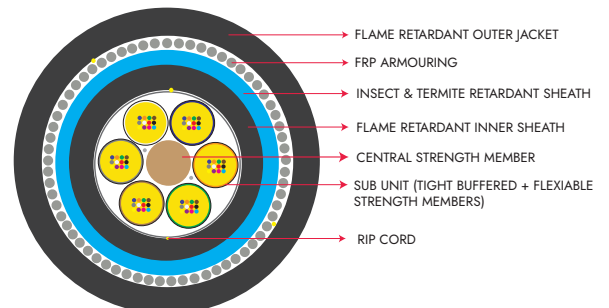 FLAME RETARDANT OUTER JACKET
FRP ARMOURING
INSECT & TERMITE RETARDANT SHEATH
FLAME RETARDANT INNER SHEATH
CENTRAL STRENGTH MEMBER
SUB UNIT (TIGHT BUFFERED + FLEXIABLE
STRENGTH MEMBERS)
RIP CORD